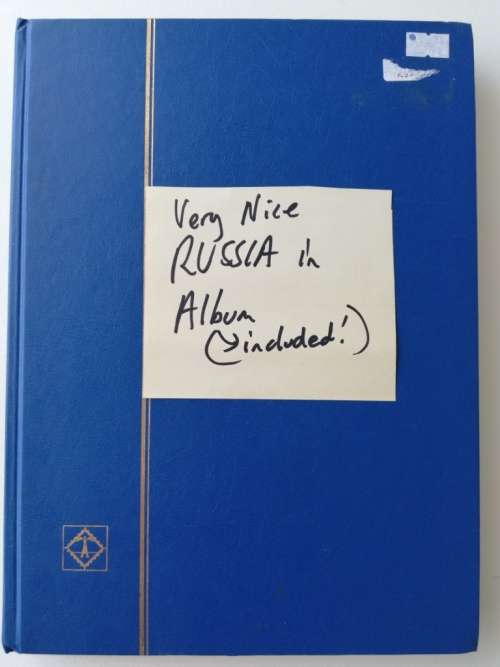 Very Nice
RUSSIA in
Album
(↘included!)